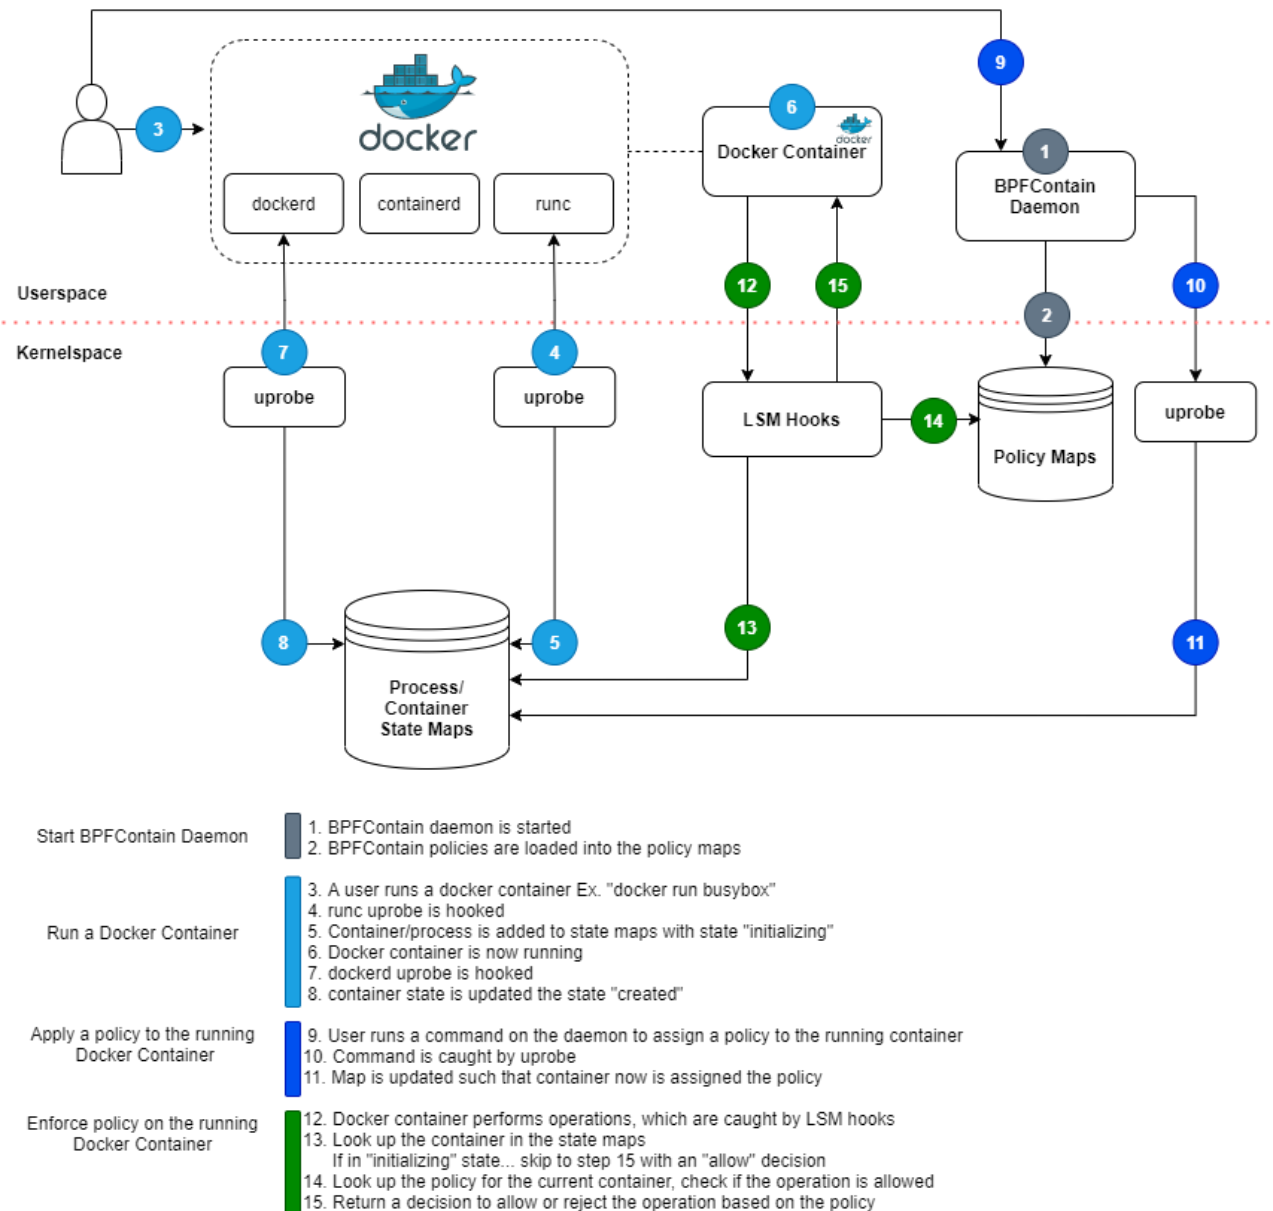 9
3
docker
6
docker
Docker Container
1
BPFContain
Daemon
dockerd
containerd
runc
12
15
10
Userspace
2
Kernelspace
7
4
uprobe
uprobe
LSM Hooks
14
Policy Maps
uprobe
8
5
13
11
Process/
Container
State Maps
Start BPFContain Daemon
1. BPFContain daemon is started
2. BPFContain policies are loaded into the policy maps
Run a Docker Container
3. A user runs a docker container Ex. "docker run busybox"
4. runc uprobe is hooked
5. Container/process is added to state maps with state "initializing"
6. Docker container is now running
7. dockerd uprobe is hooked
8. container state is updated the state "created"
Apply a policy to the running
Docker Container
9. User runs a command on the daemon to assign a policy to the running container
10. Command is caught by uprobe
11. Map is updated such that container now is assigned the policy
Enforce policy on the running
Docker Container
12. Docker container performs operations, which are caught by LSM hooks
13. Look up the container in the state maps
If in "initializing" state... skip to step 15 with an "allow" decision
14. Look up the policy for the current container, check if the operation is allowed
15. Return a decision to allow or reject the operation based on the policy